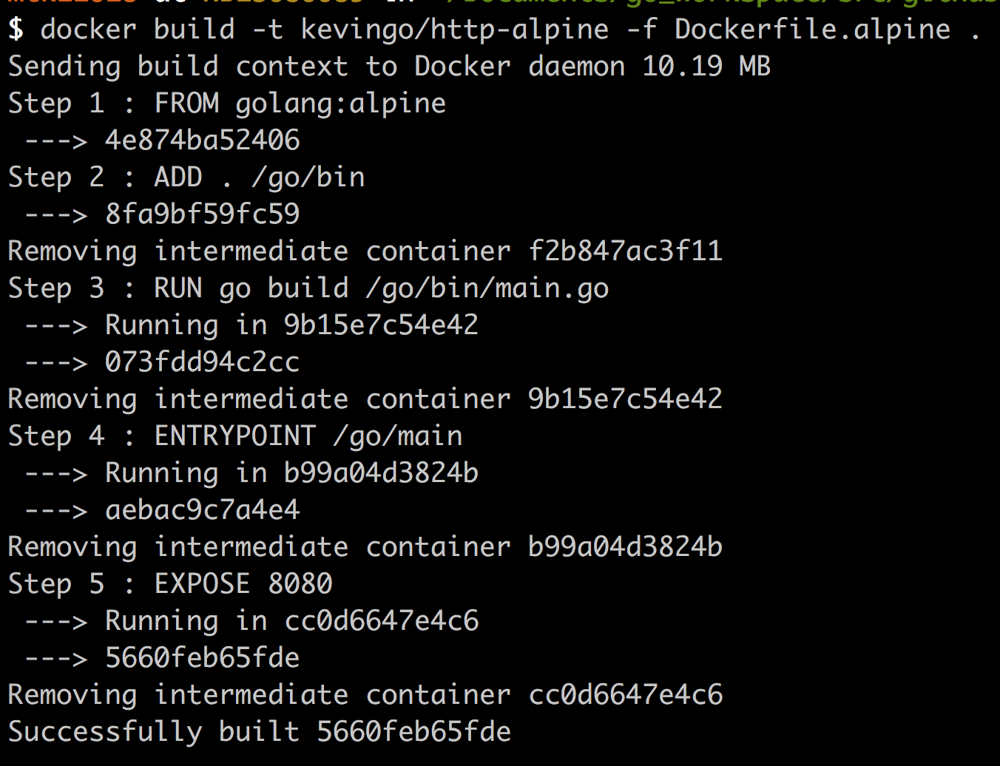 $ docker build -t kevingo/http-alpine -f Dockerfile.alpine .
Sending build context to Docker daemon 10.19 MB
Step 1 : FROM golang:alpine
 ---> 4e874ba52406
Step 2 : ADD . /go/bin
 ---> 8fa9bf59fc59
Removing intermediate container f2b847ac3f11
Step 3 : RUN go build /go/bin/main.go
 ---> Running in 9b15e7c54e42
 ---> 073fdd94c2cc
Removing intermediate container 9b15e7c54e42
Step 4 : ENTRYPOINT /go/main
 ---> Running in b99a04d3824b
 ---> aebac9c7a4e4
Removing intermediate container b99a04d3824b
Step 5 : EXPOSE 8080
 ---> Running in cc0d6647e4c6
 ---> 5660feb65fde
Removing intermediate container cc0d6647e4c6
Successfully built 5660feb65fde